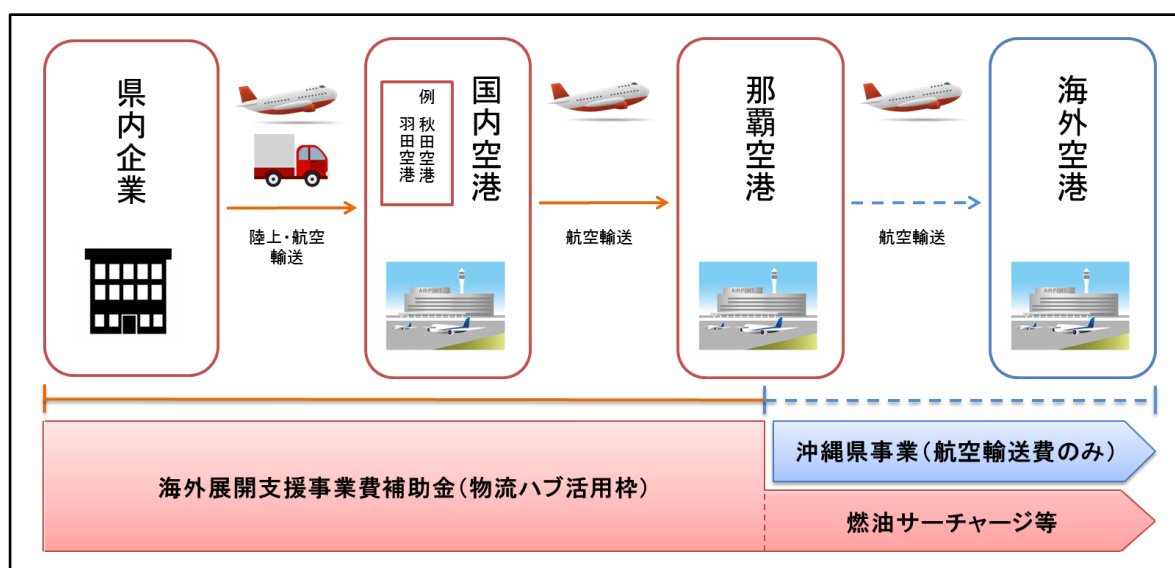 県内企業
陸上・航空
輸送
国内空港
例 秋田空港
羽田空港
AIRPORT
航空輸送
那覇空港
AIRPORT
航空輸送
海外空港
AIRPORT
海外展開支援事業費補助金(物流ハブ活用枠)
沖縄県事業(航空輸送費のみ)
燃油サーチャージ等